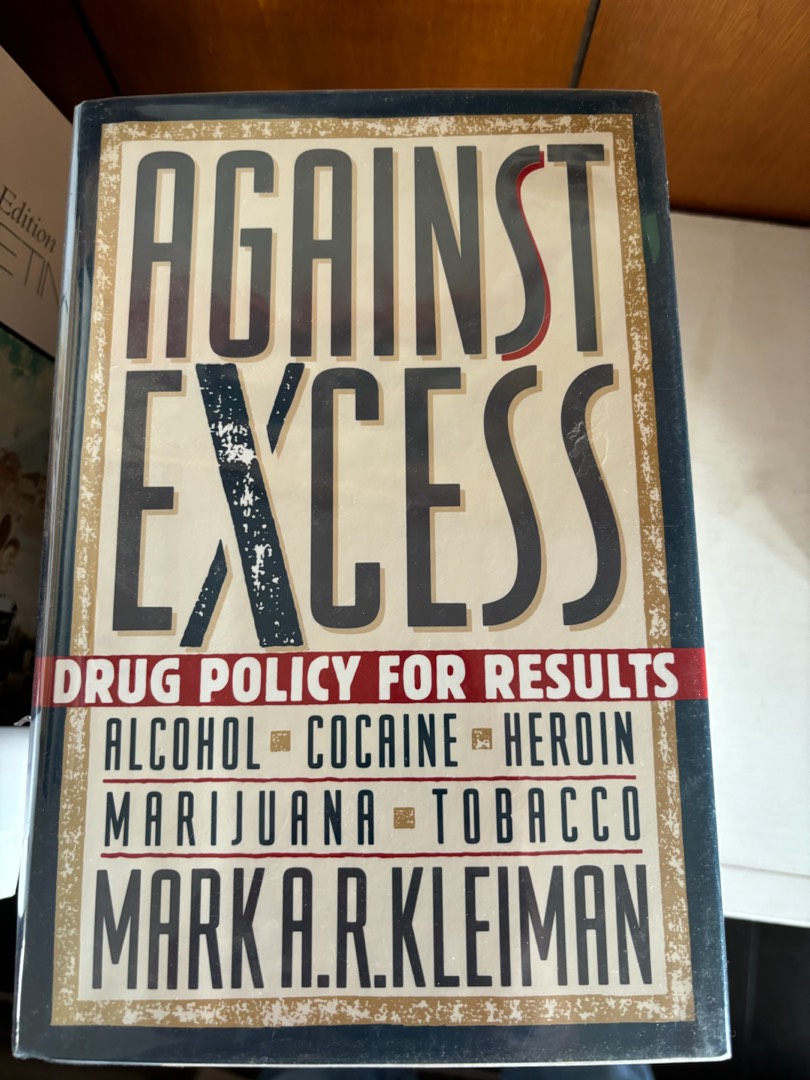 Edition
AGAINST
EXCESS
DRUG POLICY FOR RESULTS
ALCOHOL ▪ COCAINE ▪ HEROIN
MARIJUANA ▪ TOBACCO
MARK A.R. KLEIMAN